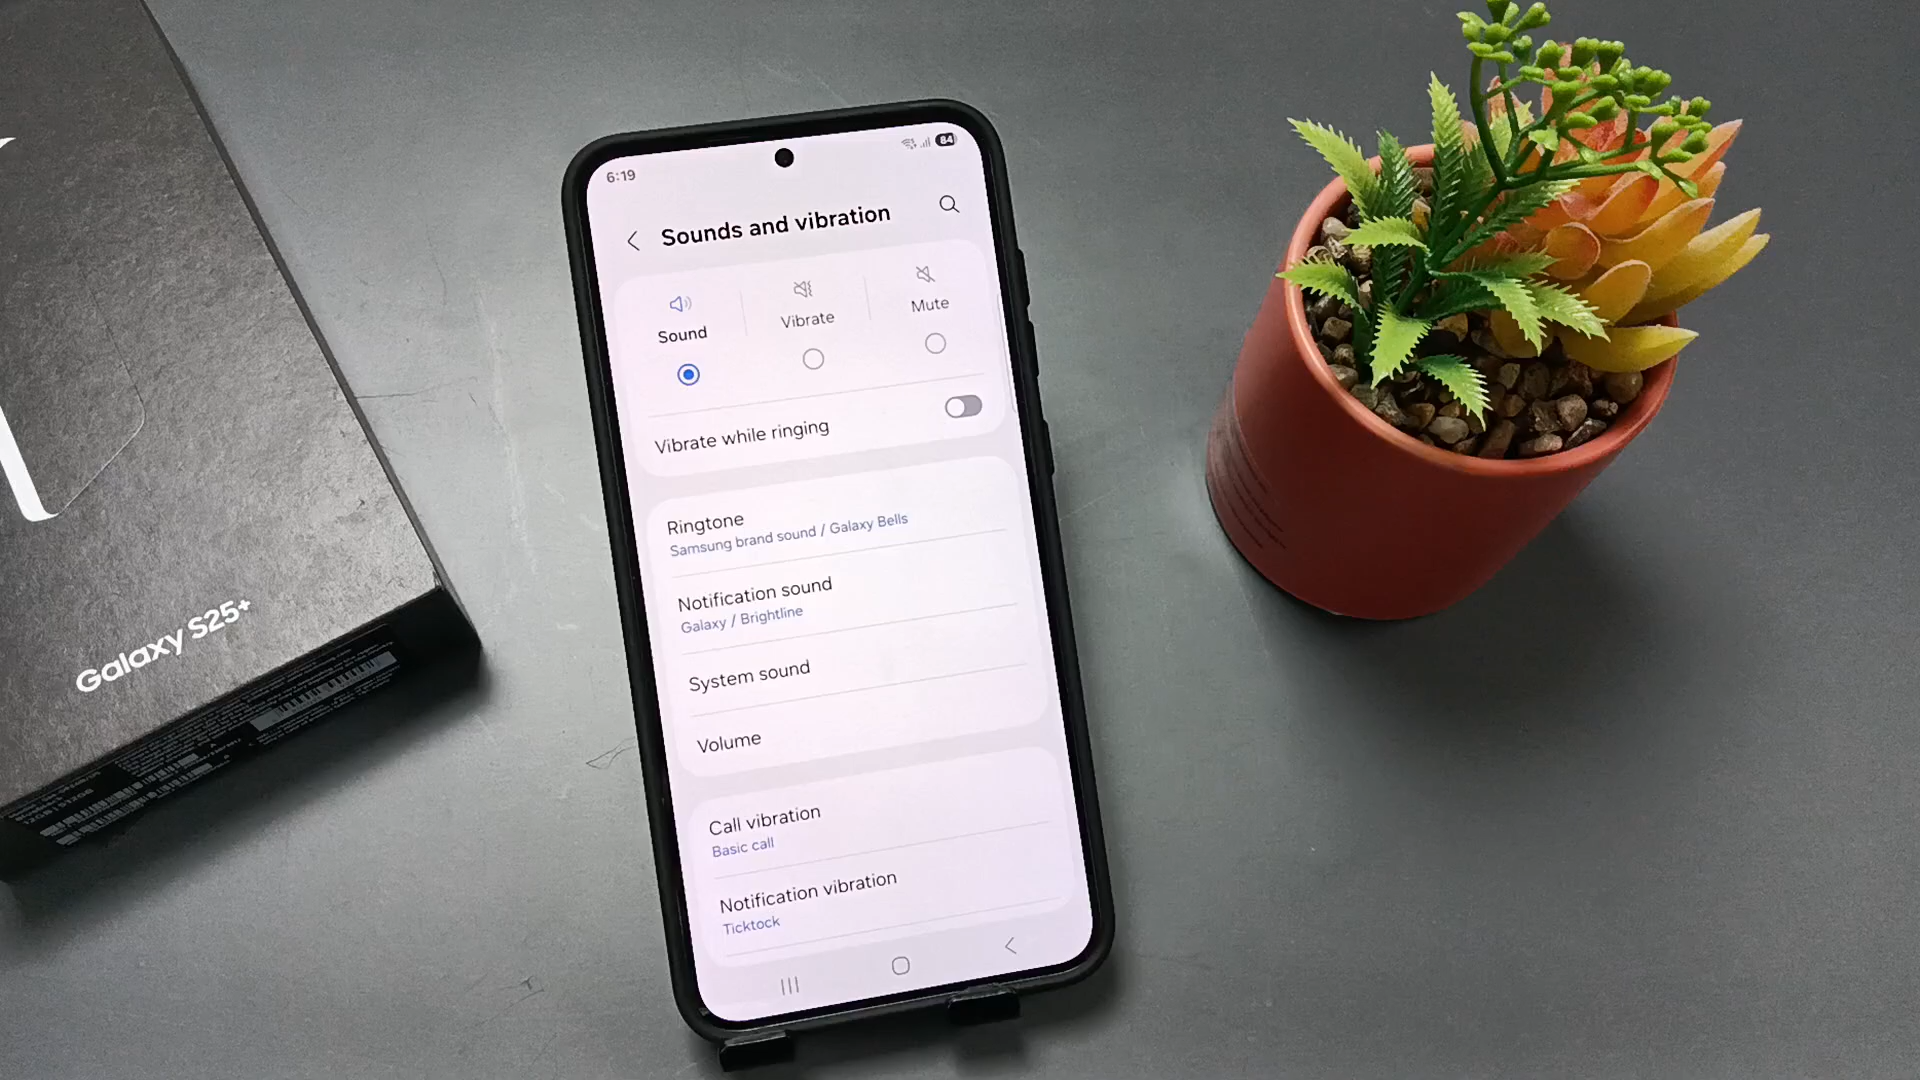 Galaxy S25+
6:19
84
Sounds and vibration
Sound
Vibrate
Mute
Vibrate while ringing
Ringtone
Samsung brand sound / Galaxy Bells
Notification sound
Galaxy / Brightline
System sound
Volume
Call vibration
Basic call
Notification vibration
Ticktock